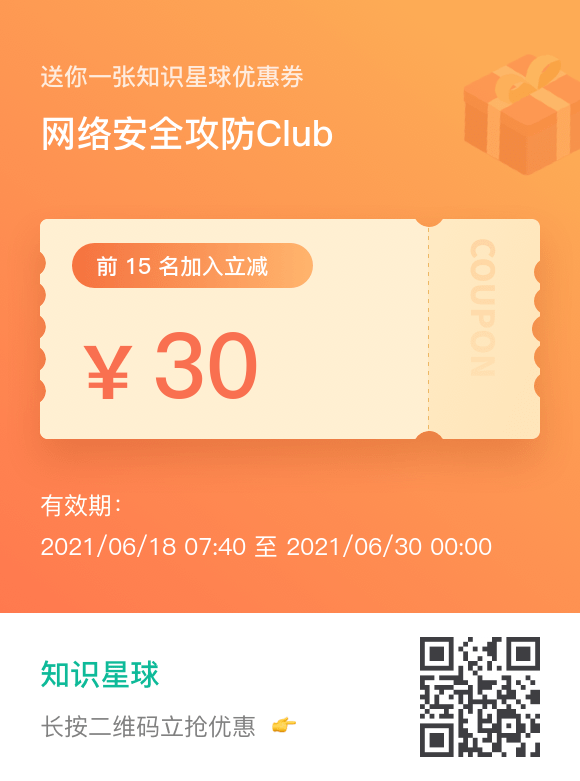 送你一张知识星球优惠券
网络安全攻防Club
前 15 名加入立减
¥ 30
COUPON
有效期：
2021/06/18 07:40 至 2021/06/30 00:00
知识星球
长按二维码立抢优惠 👉